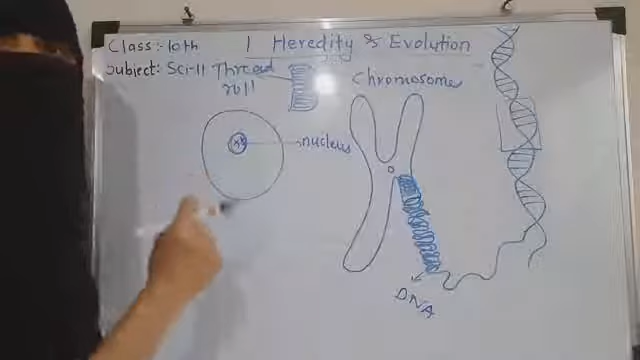 Class:- 10th
1 Heredity & Evolution
Subject: Sci-II
Thread roll
Chromosome
nucleus
DNA